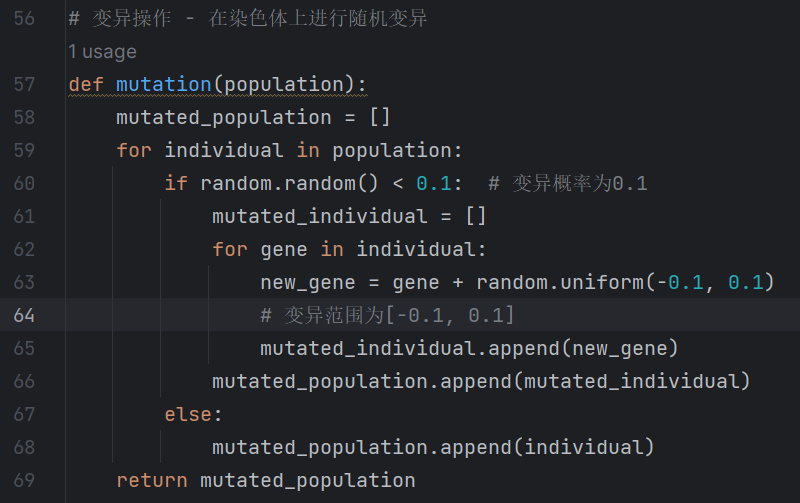 56 # 变异操作 - 在染色体上进行随机变异
1 usage
57 def mutation(population):
58 mutated_population = []
59 for individual in population:
60 if random.random() < 0.1: # 变异概率为0.1
61 mutated_individual = []
62 for gene in individual:
63 new_gene = gene + random.uniform(-0.1, 0.1)
64 # 变异范围为[-0.1, 0.1]
65 mutated_individual.append(new_gene)
66 mutated_population.append(mutated_individual)
67 else:
68 mutated_population.append(individual)
69 return mutated_population